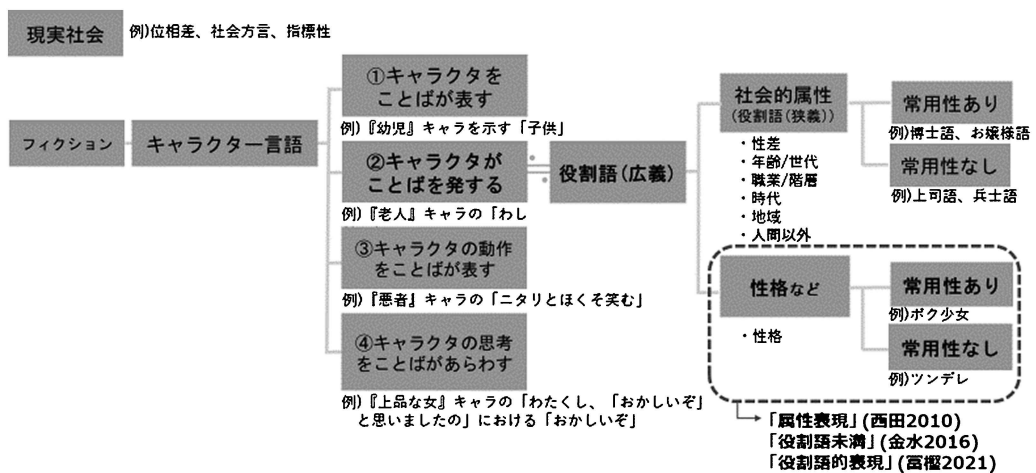 現実社会
例)位相差、社会方言、指標性
フィクション
キャラクター言語
①キャラクタを
ことばが表す
例)『幼児』キャラを示す「子供」
②キャラクタが
ことばを発する
例)『老人』キャラの「わし
③キャラクタの動作
をことばが表す
例)『悪者』キャラの「ニタリとほくそ笑む」
④キャラクタの思考
をことばがあらわす
例)『上品な女』キャラの「わたくし、「おかしいぞ」
と思いましたの」における「おかしいぞ」
役割語(広義)
社会的属性
(役割語(狭義))
・性差
・年齢/世代
・職業/階層
・時代
・地域
・人間以外
常用性あり
例)博士語、お嬢様語
常用性なし
例)上司語、兵士語
性格など
・性格
常用性あり
例)ボク少女
常用性なし
例)ツンデレ
「属性表現」(西田2010)
「役割語未満」(金水2016)
「役割語的表現」(冨樫2021)